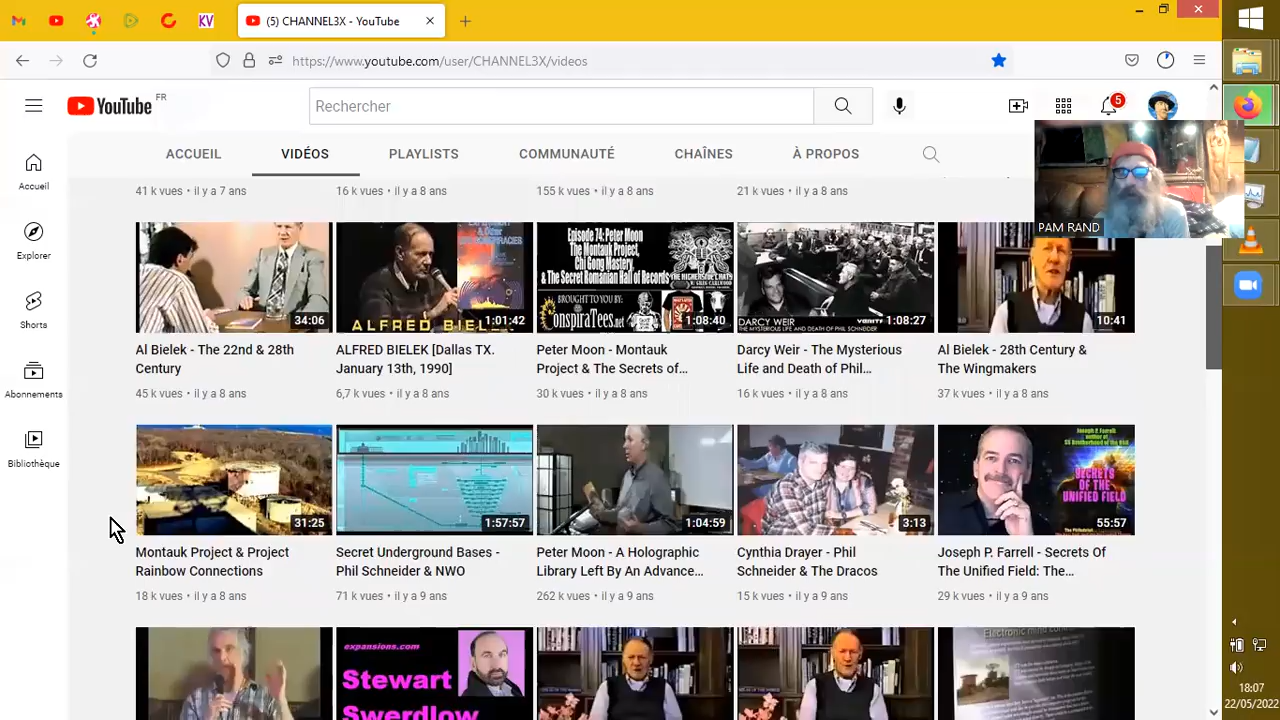 (5) CHANNEL3X - YouTube
KV
https://www.youtube.com/user/CHANNEL3X/videos
YouTube FR
Rechercher
5
ACCUEIL VIDÉOS PLAYLISTS COMMUNAUTÉ CHAÎNES À PROPOS
Accueil
Explorer
Shorts
Abonnements
Bibliothèque
PAM RAND
41 k vues • il y a 7 ans
16 k vues • il y a 8 ans
155 k vues • il y a 8 ans
21 k vues • il y a 8 ans
34:06
ALFRED BIEL
1:01:42
Episode 74: Peter Moon
The Montauk Project,
Chi Gong Mastery
& The Secret Romanian Hall of Records
BROUGHT TO YOU BY:
ConspiraTees.net
1:08:40
DARCY WEIR
THE MYSTERIOUS LIFE AND DEATH OF PHIL SCHNEIDER
1:08:27
10:41
Al Bielek - The 22nd & 28th
Century
45 k vues • il y a 8 ans
ALFRED BIELEK [Dallas TX.
January 13th, 1990]
6,7 k vues • il y a 8 ans
Peter Moon - Montauk
Project & The Secrets of...
30 k vues • il y a 8 ans
Darcy Weir - The Mysterious
Life and Death of Phil...
16 k vues • il y a 8 ans
Al Bielek - 28th Century &
The Wingmakers
37 k vues • il y a 8 ans
31:25
1:57:57
1:04:59
3:13
Joseph P. Farrell
SECRETS
OF THE
UNIFIED FIELD
55:57
Montauk Project & Project
Rainbow Connections
18 k vues • il y a 8 ans
Secret Underground Bases -
Phil Schneider & NWO
71 k vues • il y a 9 ans
Peter Moon - A Holographic
Library Left By An Advance...
262 k vues • il y a 9 ans
Cynthia Drayer - Phil
Schneider & The Dracos
15 k vues • il y a 9 ans
Joseph P. Farrell - Secrets Of
The Unified Field: The...
29 k vues • il y a 9 ans
expansions.com
Stewart
Swerdlow
Electronic mind control
18:07
22/05/2022